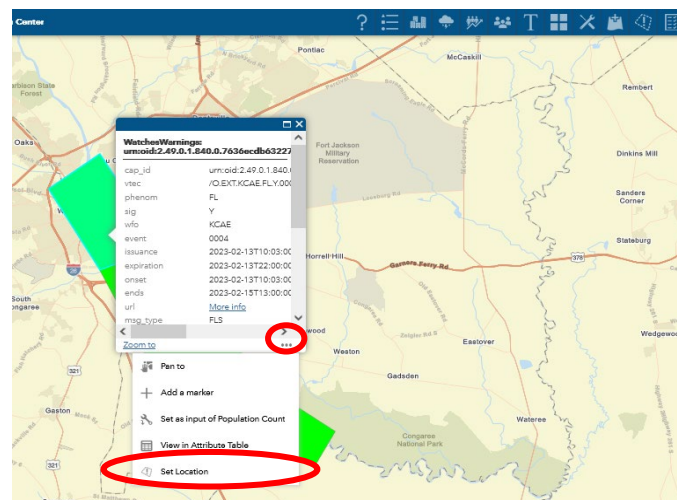 Center
? T
Pontiac
McCaskill
Rembert
Forest
Oaks
Fort Jackson
Military
Reservation
Dinkins Mill
Sanders
Corner
Stateburg
WatchesWarnings:
urn:oid:2.49.0.1.840.0.7636ecdb63227
cap_id urn:oid:2.49.0.1.840.
vtec /O.EXT.KCAE.FL.Y.000
phenom FL
sig Y
wfo KCAE
event 0004
issuance 2023-02-13T10:03:00
expiration 2023-02-13T22:00:00
onset 2023-02-13T10:03:00
ends 2023-02-15T13:00:00
url More info
msg_type FLS
Zoom to ...
Horrell Hill
Garners Ferry Rd
378
26
South
Congaree
Weston
Eastover
Gadsden
321
Gaston
Wateree
Congaree
National Park
321
Pan to
Add a marker
Set as input of Population Count
View in Attribute Table
Set Location